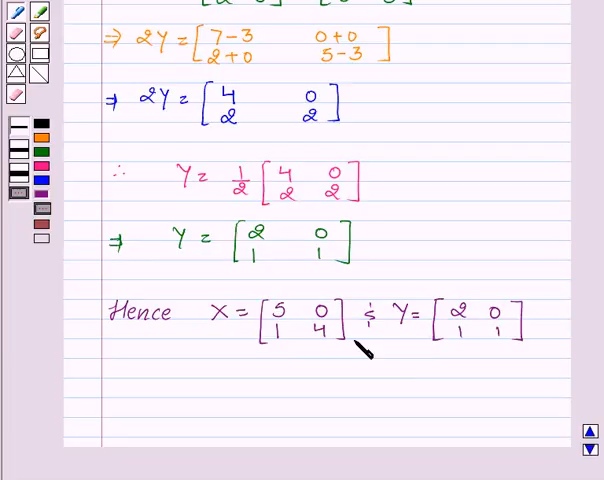 ⇒ 2Y = [ 7-3 0+0
2+0 5-3 ]
⇒ 2Y = [ 4 0
2 2 ]
∴ Y = 1/2 [ 4 0
2 2 ]
⇒ Y = [ 2 0
1 1 ]
Hence X = [ 5 0 ] & Y = [ 2 0 ]
1 4 1 1